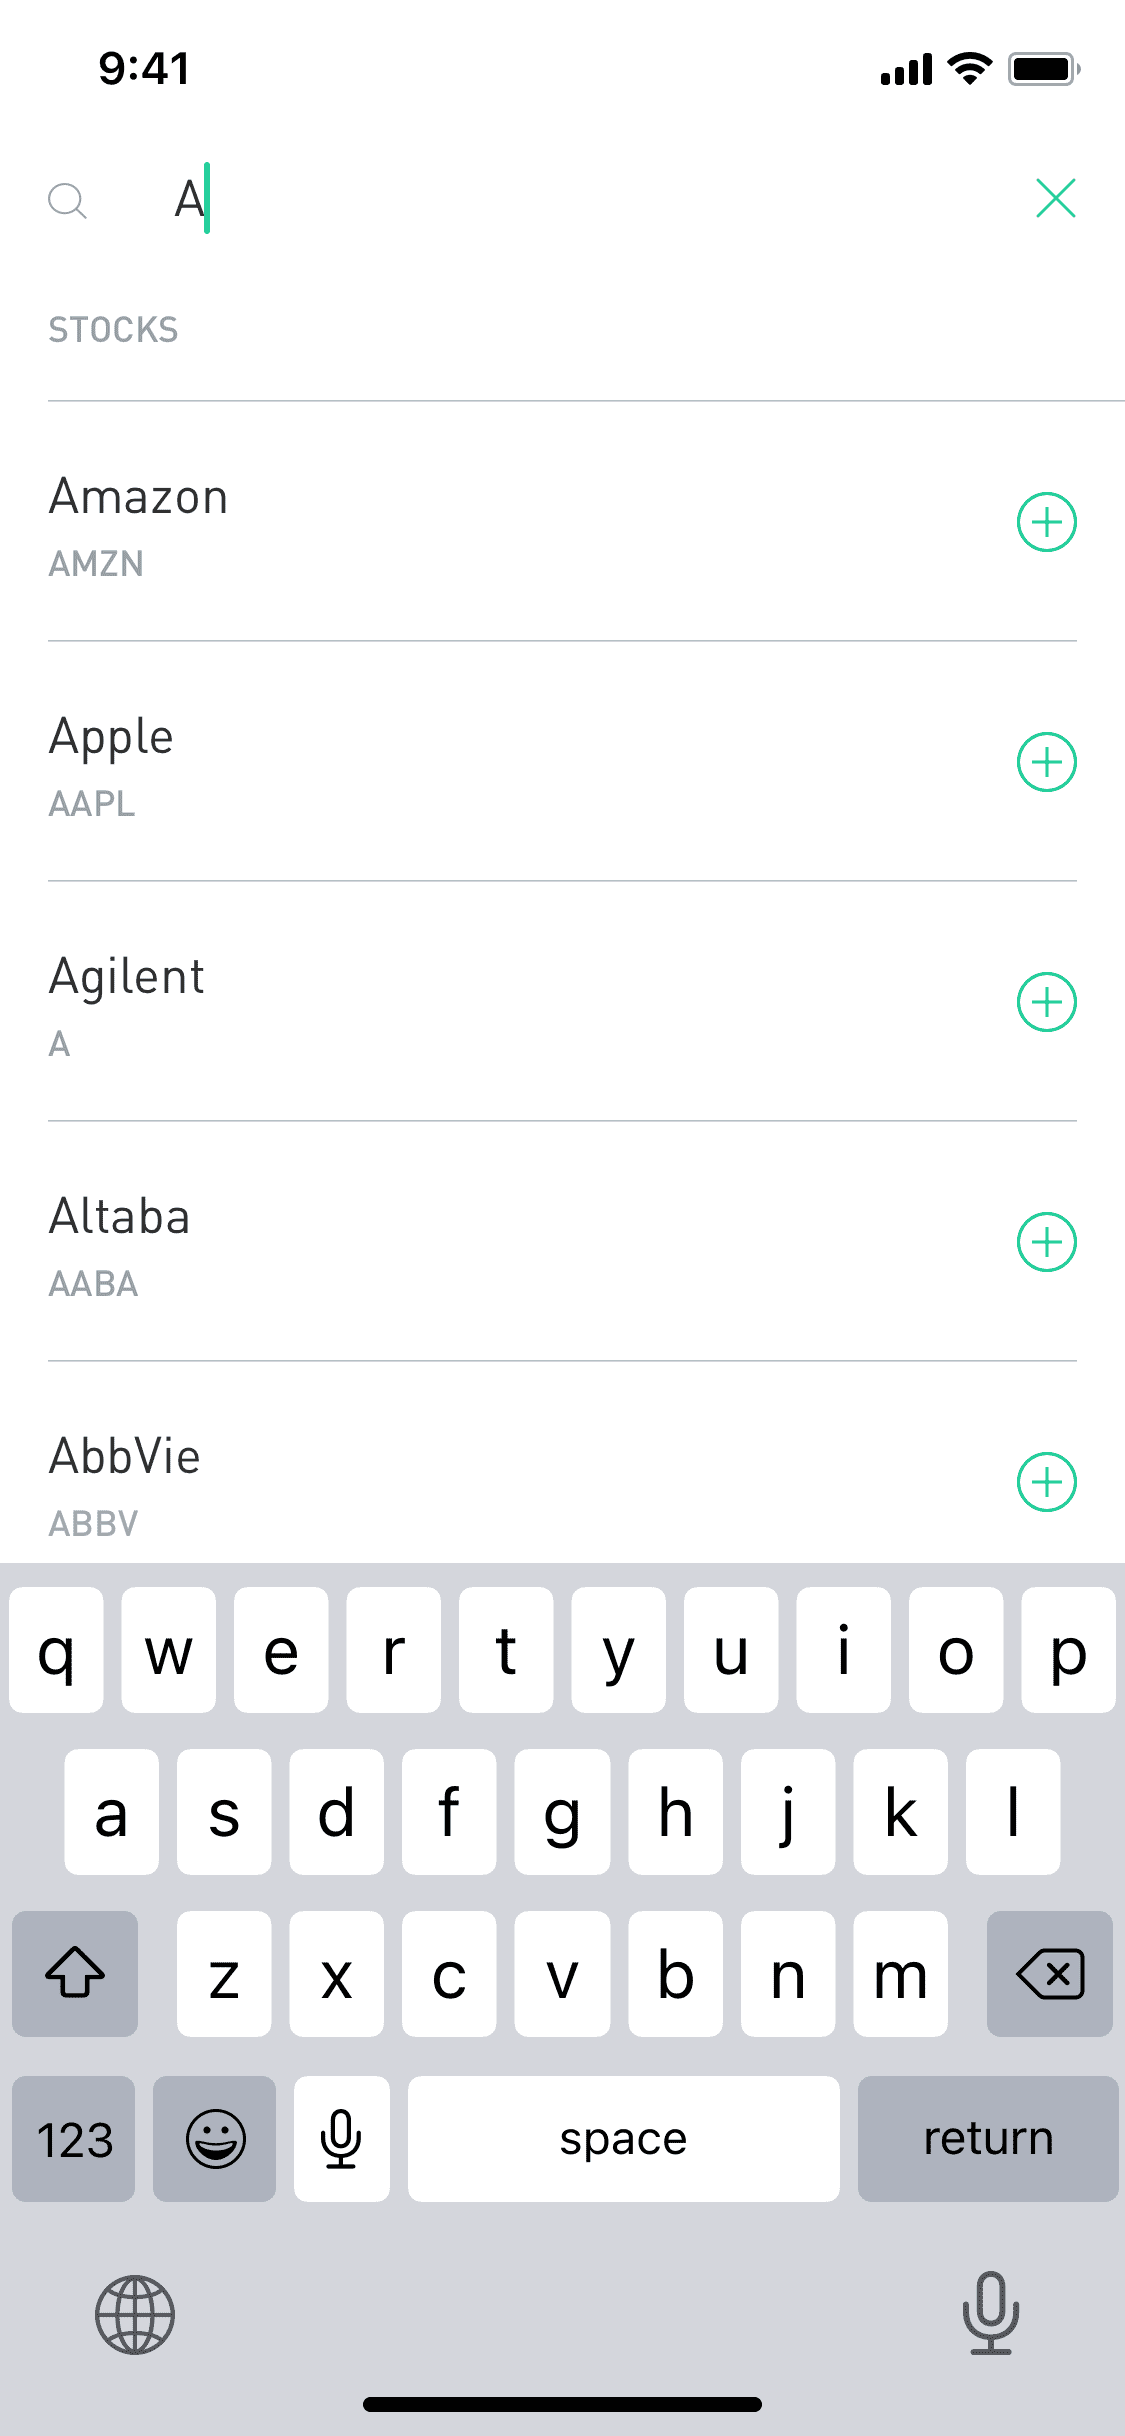 9:41
A
STOCKS
Amazon
AMZN
Apple
AAPL
Agilent
A
Altaba
AABA
AbbVie
ABBV
q w e r t y u i o p
a s d f g h j k l
z x c v b n m
123 space return